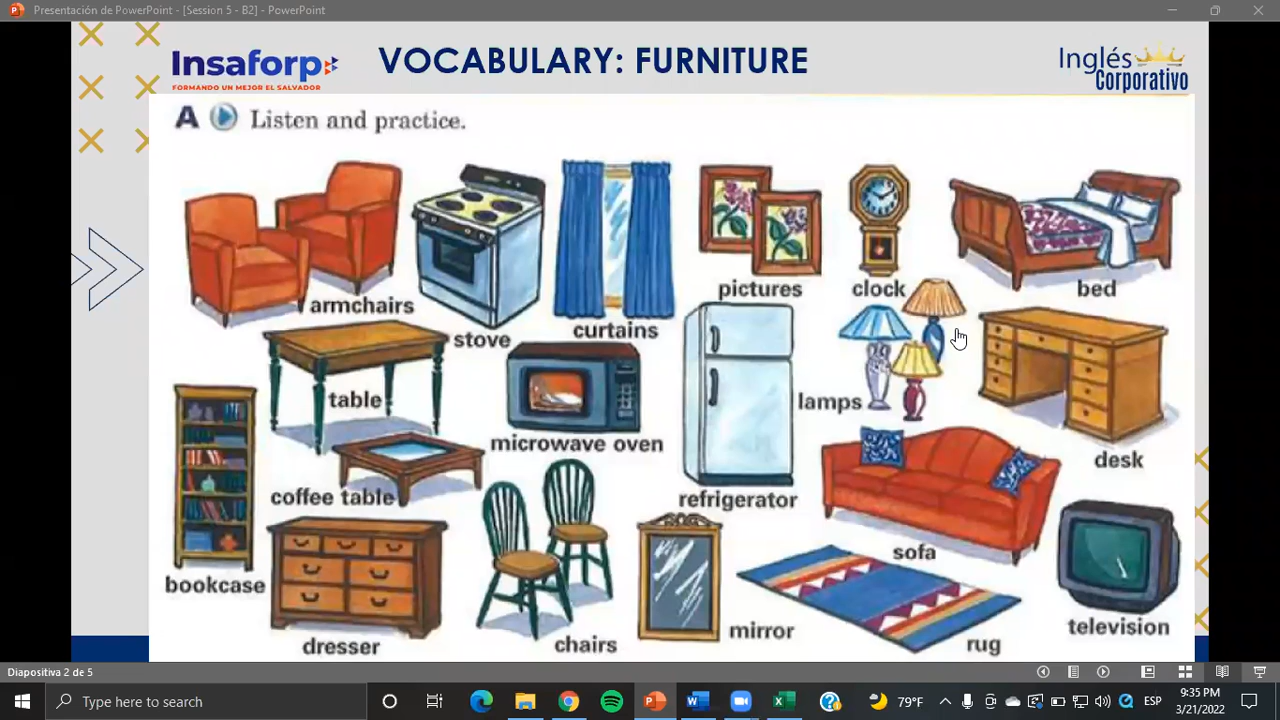 Presentación de PowerPoint - [Session 5 - B2] - PowerPoint
Insaforp
FORMANDO UN MEJOR EL SALVADOR
VOCABULARY: FURNITURE
Inglés
Corporativo
A Listen and practice.
armchairs
stove
curtains
pictures
clock
bed
table
microwave oven
lamps
desk
coffee table
refrigerator
sofa
bookcase
dresser
chairs
mirror
rug
television
Diapositiva 2 de 5
Type here to search
79°F
ESP
9:35 PM
3/21/2022